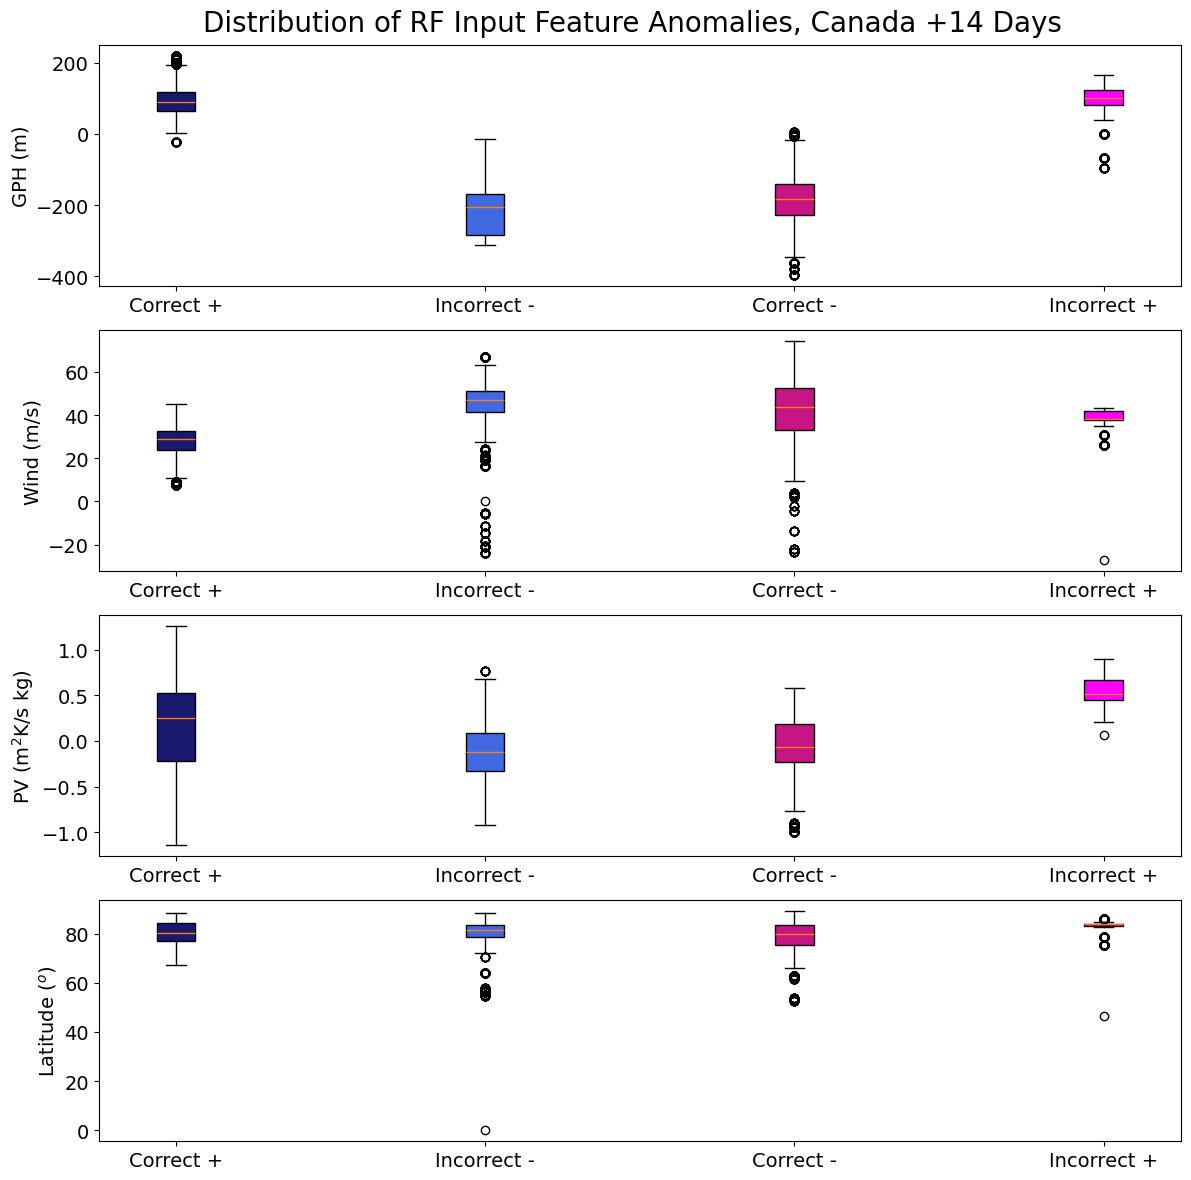 Distribution of RF Input Feature Anomalies, Canada +14 Days
GPH (m)
200
0
−200
−400
Correct + Incorrect - Correct - Incorrect +
Wind (m/s)
60
40
20
0
−20
Correct + Incorrect - Correct - Incorrect +
PV (m²K/s kg)
1.0
0.5
0.0
−0.5
−1.0
Correct + Incorrect - Correct - Incorrect +
Latitude (°)
80
60
40
20
0
Correct + Incorrect - Correct - Incorrect +